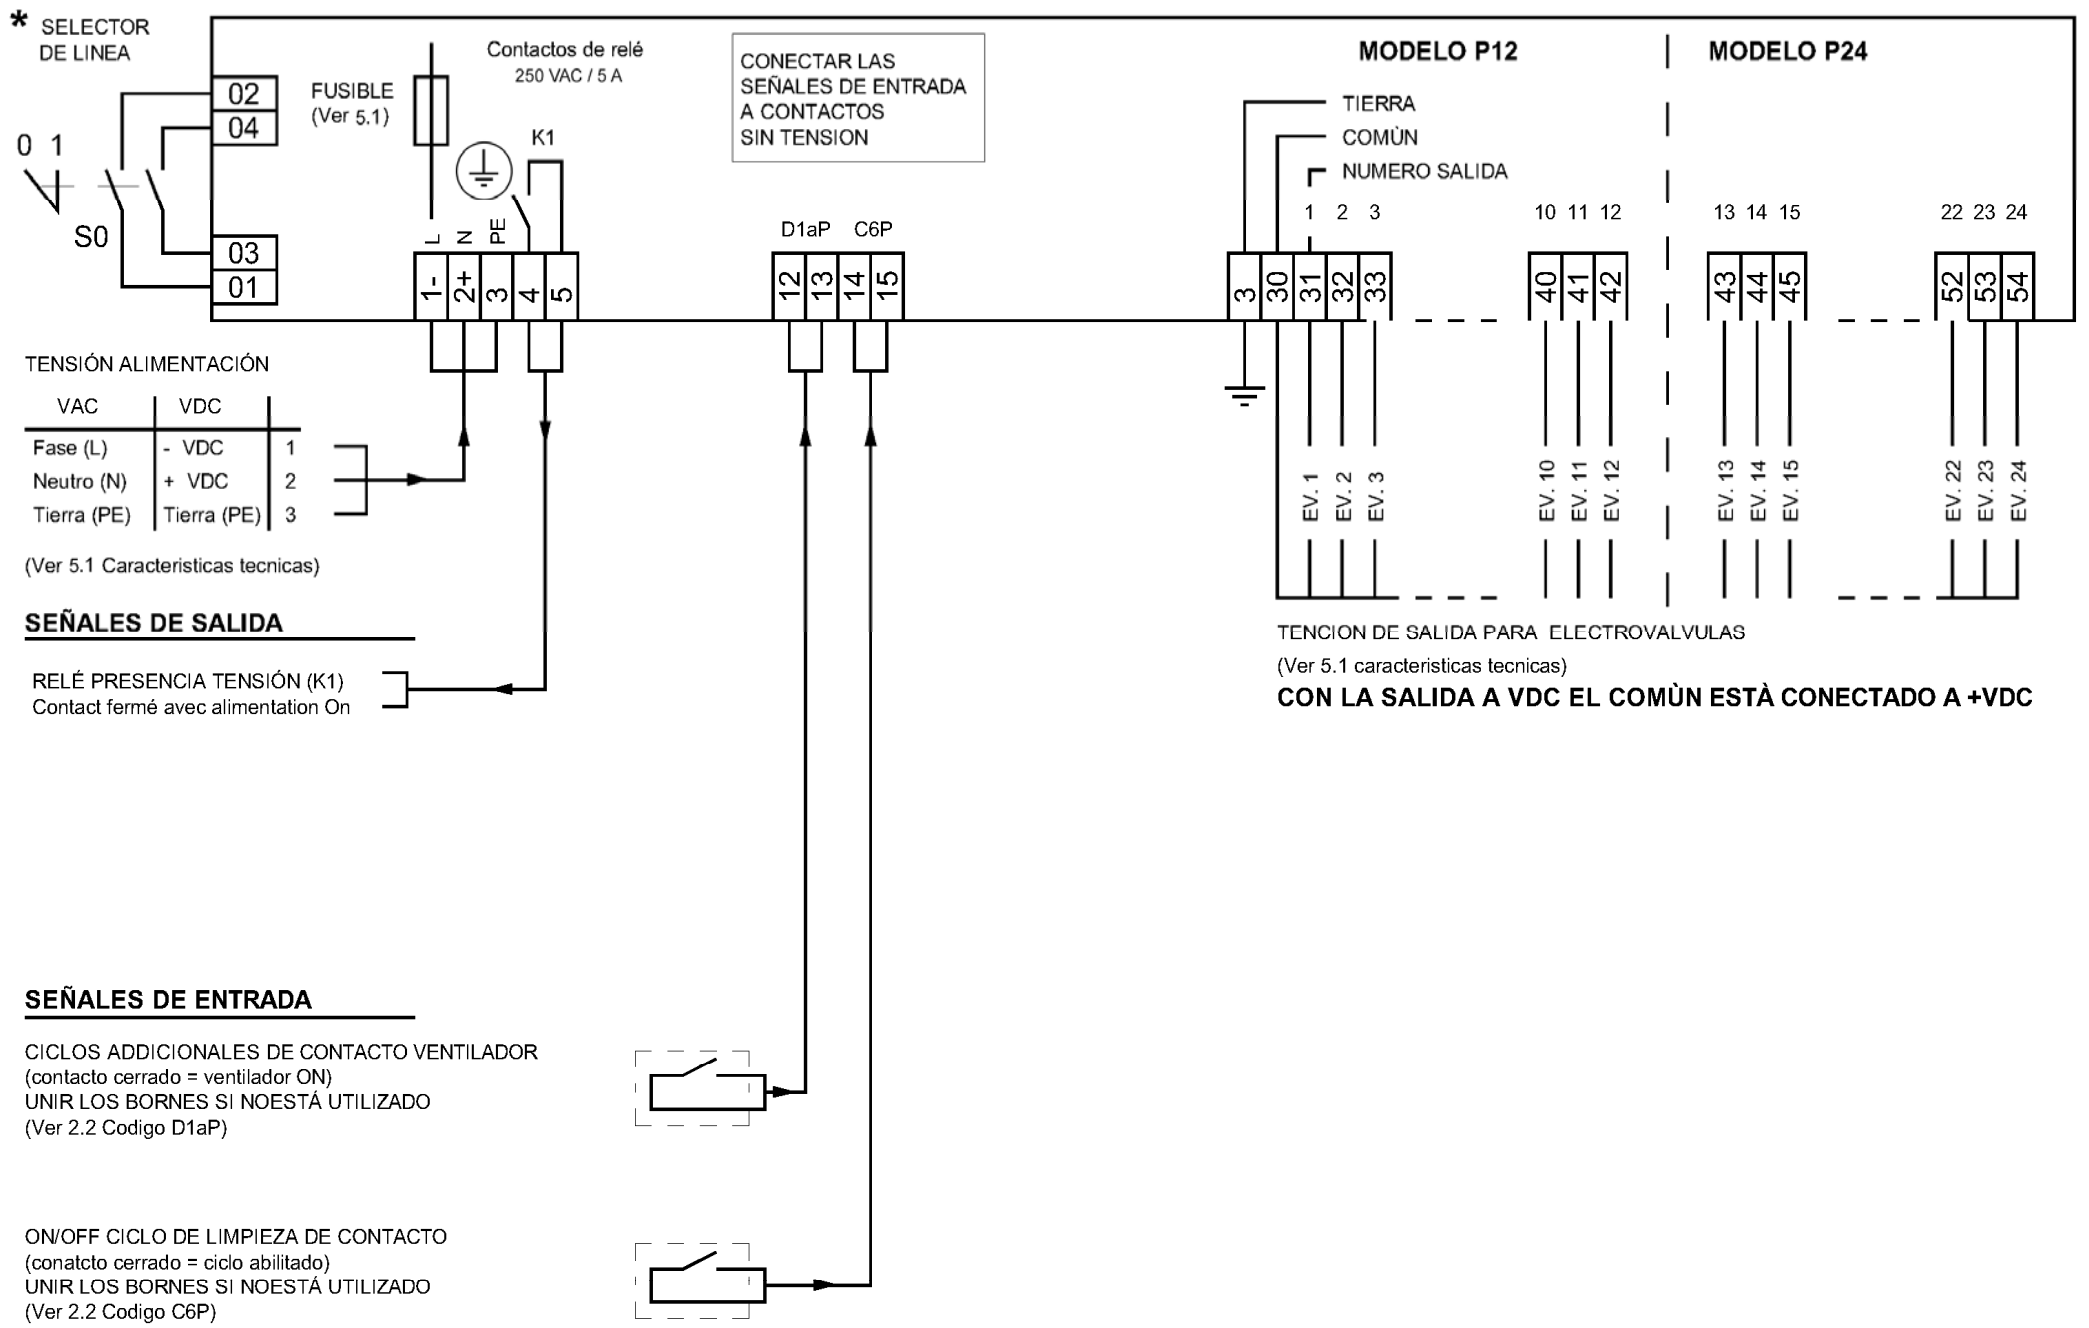 * SELECTOR
DE LINEA
0 1
S0
02
04
03
01
FUSIBLE
(Ver 5.1)
Contactos de relé
250 VAC / 5 A
K1
L N PE
1- 2+ 3 4 5
CONECTAR LAS
SEÑALES DE ENTRADA
A CONTACTOS
SIN TENSION
D1aP C6P
12 13 14 15
MODELO P12
MODELO P24
TIERRA
COMÙN
NUMERO SALIDA
1 2 3 10 11 12 13 14 15 22 23 24
3 30 31 32 33 40 41 42 43 44 45 52 53 54
EV. 1 EV. 2 EV. 3 EV. 10 EV. 11 EV. 12 EV. 13 EV. 14 EV. 15 EV. 22 EV. 23 EV. 24
TENCION DE SALIDA PARA ELECTROVALVULAS
(Ver 5.1 caracteristicas tecnicas)
CON LA SALIDA A VDC EL COMÙN ESTÀ CONECTADO A +VDC
TENSIÓN ALIMENTACIÓN
VAC VDC
Fase (L) - VDC 1
Neutro (N) + VDC 2
Tierra (PE) Tierra (PE) 3
(Ver 5.1 Caracteristicas tecnicas)
SEÑALES DE SALIDA
RELÉ PRESENCIA TENSIÓN (K1)
Contact fermé avec alimentation On
SEÑALES DE ENTRADA
CICLOS ADDICIONALES DE CONTACTO VENTILADOR
(contacto cerrado = ventilador ON)
UNIR LOS BORNES SI NOESTÁ UTILIZADO
(Ver 2.2 Codigo D1aP)
ON/OFF CICLO DE LIMPIEZA DE CONTACTO
(conatcto cerrado = ciclo abilitado)
UNIR LOS BORNES SI NOESTÁ UTILIZADO
(Ver 2.2 Codigo C6P)